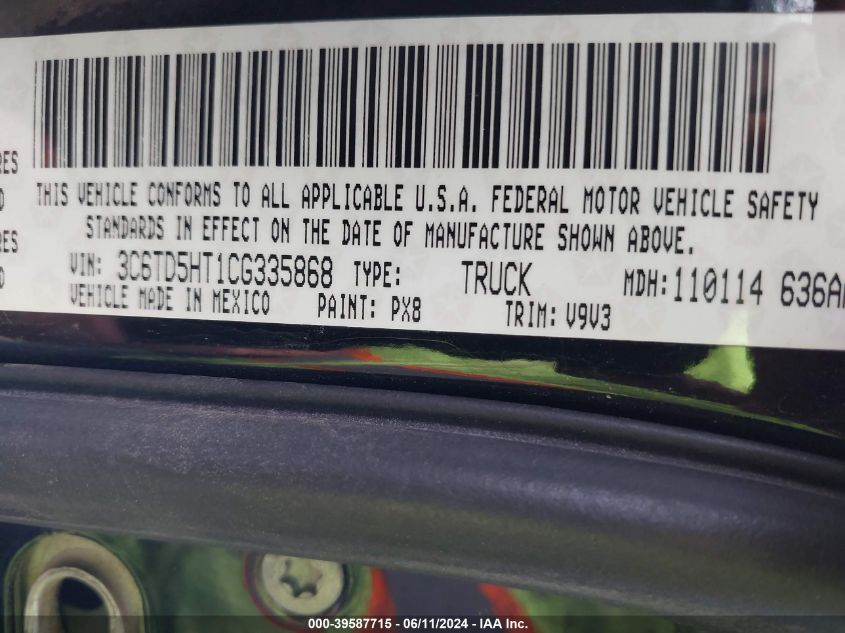 THIS VEHICLE CONFORMS TO ALL APPLICABLE U.S.A. FEDERAL MOTOR VEHICLE SAFETY
STANDARDS IN EFFECT ON THE DATE OF MANUFACTURE SHOWN ABOVE.
VIN: 3C6TD5HT1CG335868 TYPE: TRUCK MDH: 110114 636A
VEHICLE MADE IN MEXICO PAINT: PX8 TRIM: V9V3
000-39587715 - 06/11/2024 - IAA Inc.